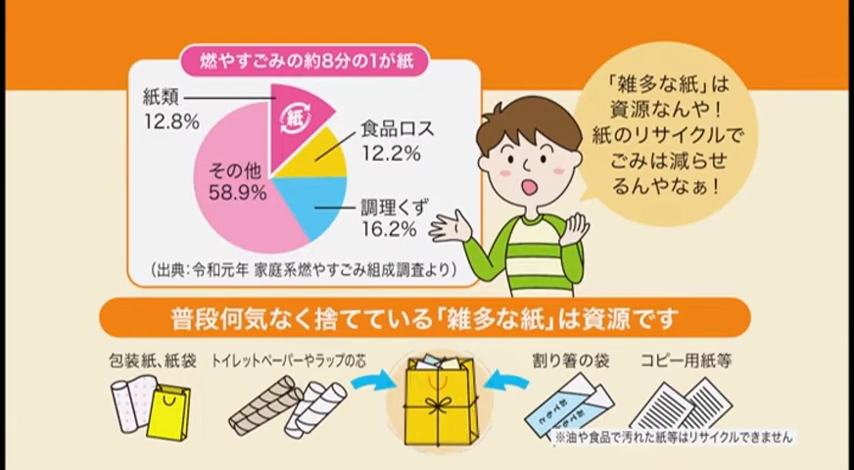 燃やすごみの約8分の1が紙
紙類
12.8%
紙
食品ロス
12.2%
その他
58.9%
調理くず
16.2%
(出典:令和元年 家庭系燃やすごみ組成調査より)
「雑多な紙」は
資源なんや!
紙のリサイクルで
ごみは減らせ
るんやなぁ!
普段何気なく捨てている「雑多な紙」は資源です
包装紙、紙袋
トイレットペーパーやラップの芯
割り箸の袋
コピー用紙等
おてもと
おてもと
※油や食品で汚れた紙等はリサイクルできません